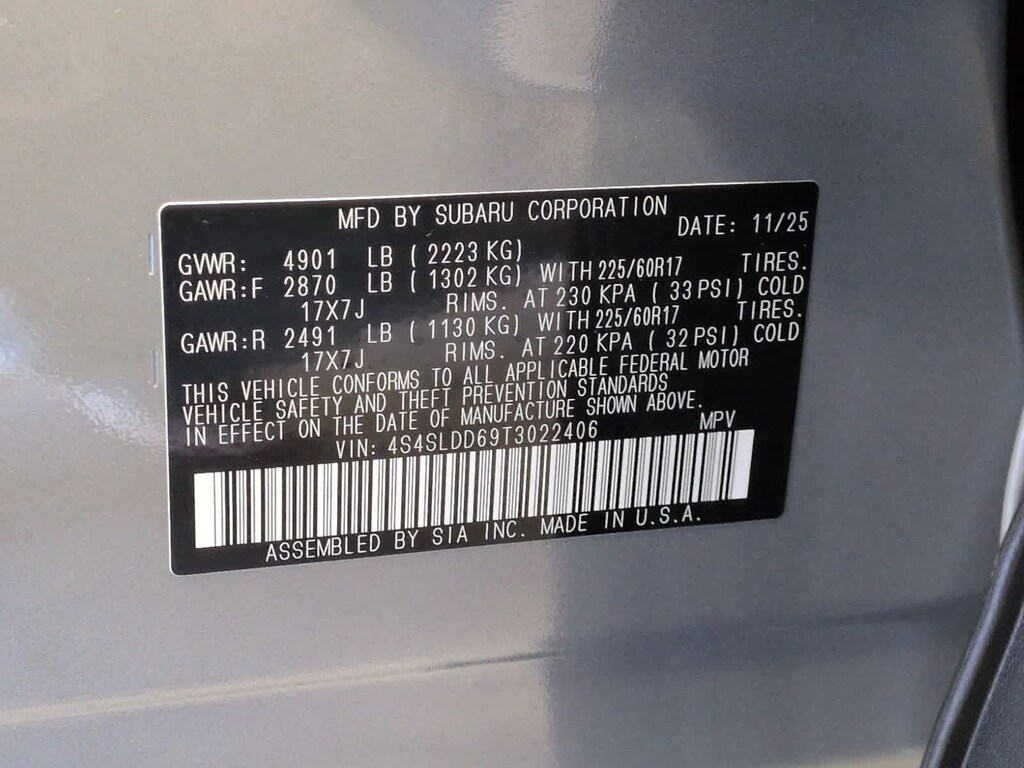 MFD BY SUBARU CORPORATION DATE: 11/25
GVWR: 4901 LB ( 2223 KG)
GAWR:F 2870 LB ( 1302 KG) WITH 225/60R17 TIRES.
17X7J RIMS. AT 230 KPA ( 33 PSI) COLD
GAWR:R 2491 LB ( 1130 KG) WITH 225/60R17 TIRES.
17X7J RIMS. AT 220 KPA ( 32 PSI) COLD
THIS VEHICLE CONFORMS TO ALL APPLICABLE FEDERAL MOTOR
VEHICLE SAFETY AND THEFT PREVENTION STANDARDS
IN EFFECT ON THE DATE OF MANUFACTURE SHOWN ABOVE.
VIN: 4S4SLDD69T3022406 MPV
ASSEMBLED BY SIA INC. MADE IN U.S.A.